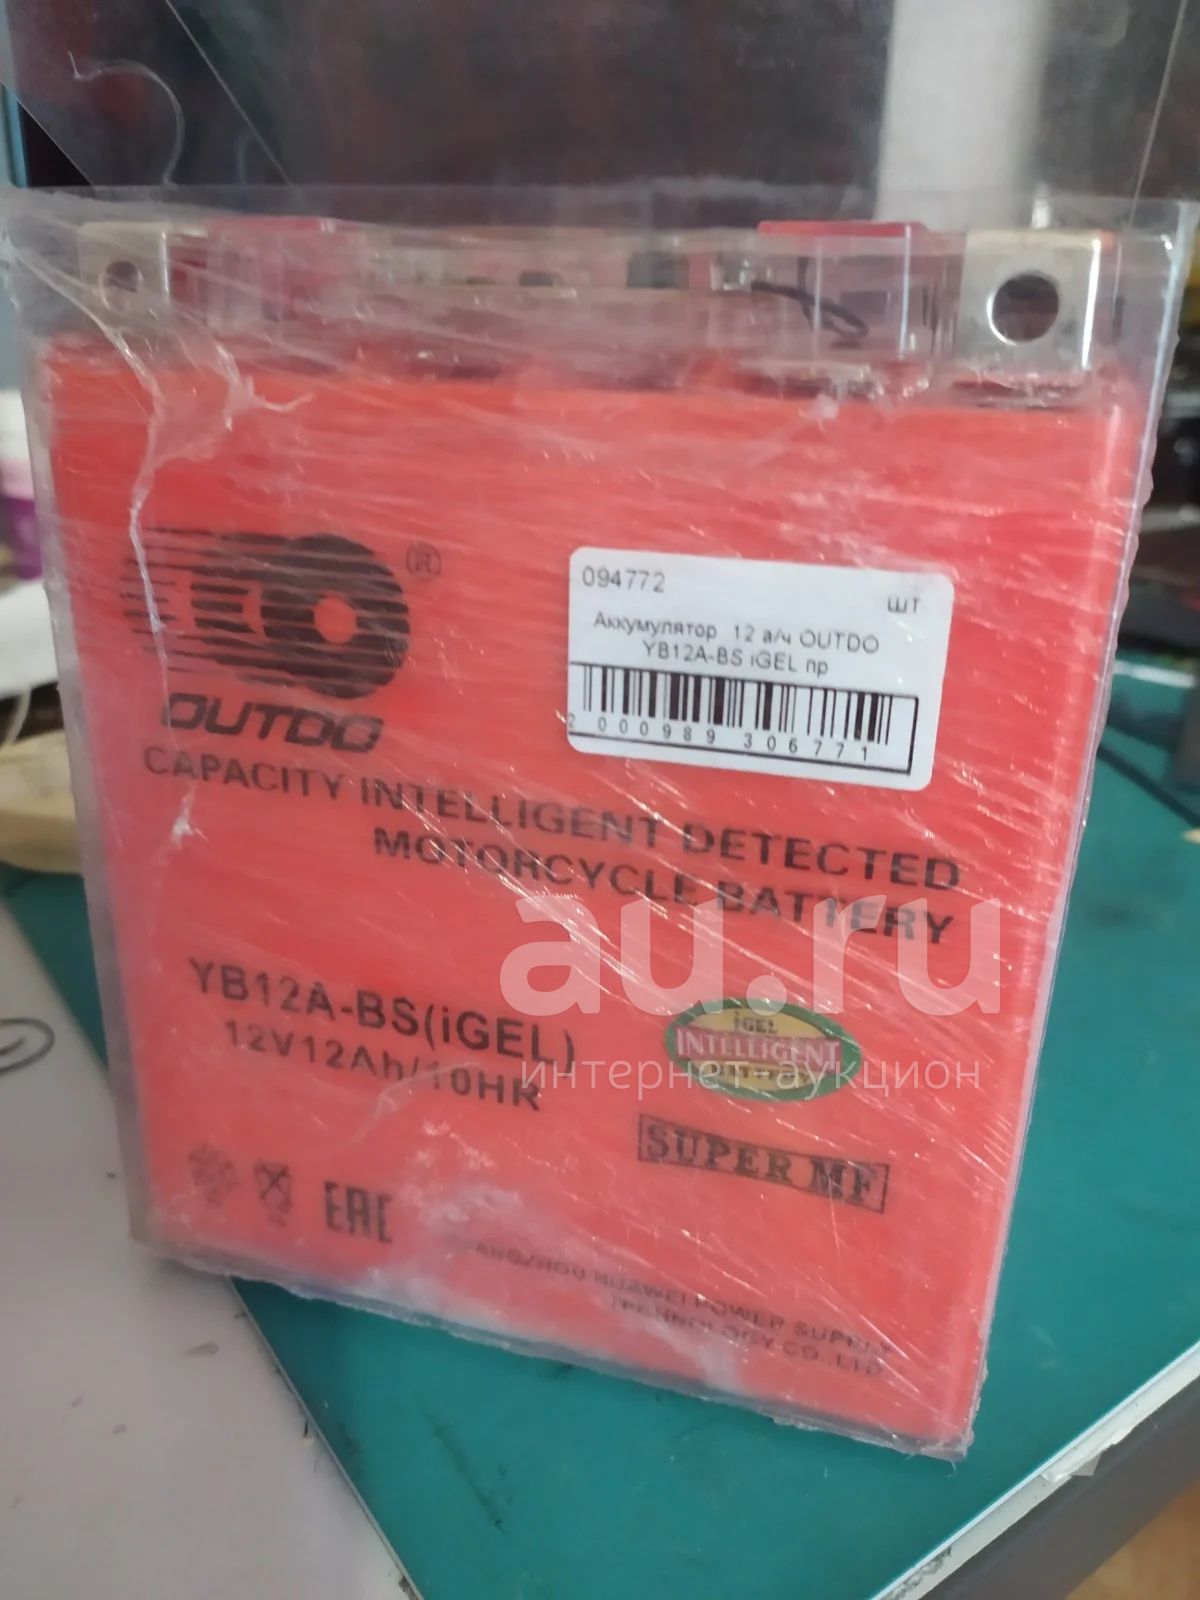 ®
OUTDO
094772
шт
Аккумулятор 12 а/ч OUTDO
YB12A-BS iGEL пр
2 000989 306771
CAPACITY INTELLIGENT DETECTED
MOTORCYCLE BATTERY
au.ru
интернет-аукцион
YB12A-BS(iGEL)
12V12Ah/10HR
iGEL
INTELLIGENT
SUPER MF
EAC
HUAWEI POWER SUPPLY
TECHNOLOGY CO.,LTD